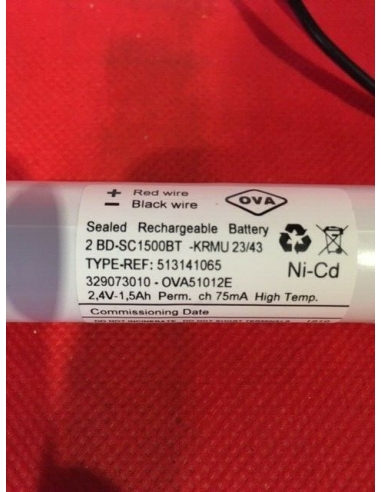 + Red wire
− Black wire
OVA
Sealed Rechargeable Battery
2 BD-SC1500BT -KRMU 23/43
TYPE-REF: 513141065
329073010 - OVA51012E
Ni-Cd
2,4V-1,5Ah Perm. ch 75mA High Temp.
Commissioning Date